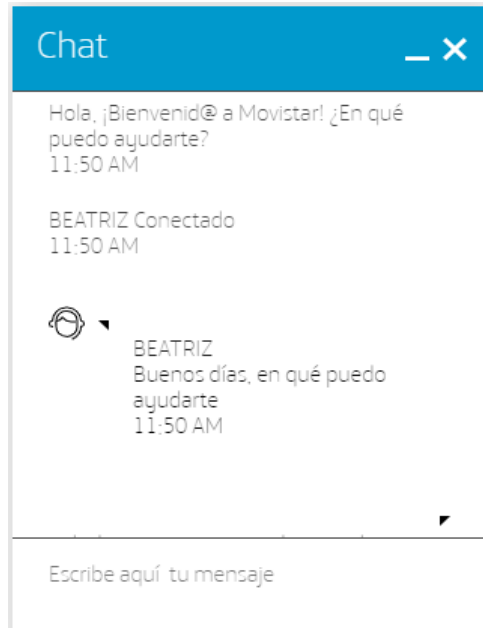 Chat
Hola, ¡Bienvenid@ a Movistar! ¿En qué
puedo ayudarte?
11:50 AM
BEATRIZ Conectado
11:50 AM
BEATRIZ
Buenos días, en qué puedo
ayudarte
11:50 AM
Escribe aquí tu mensaje